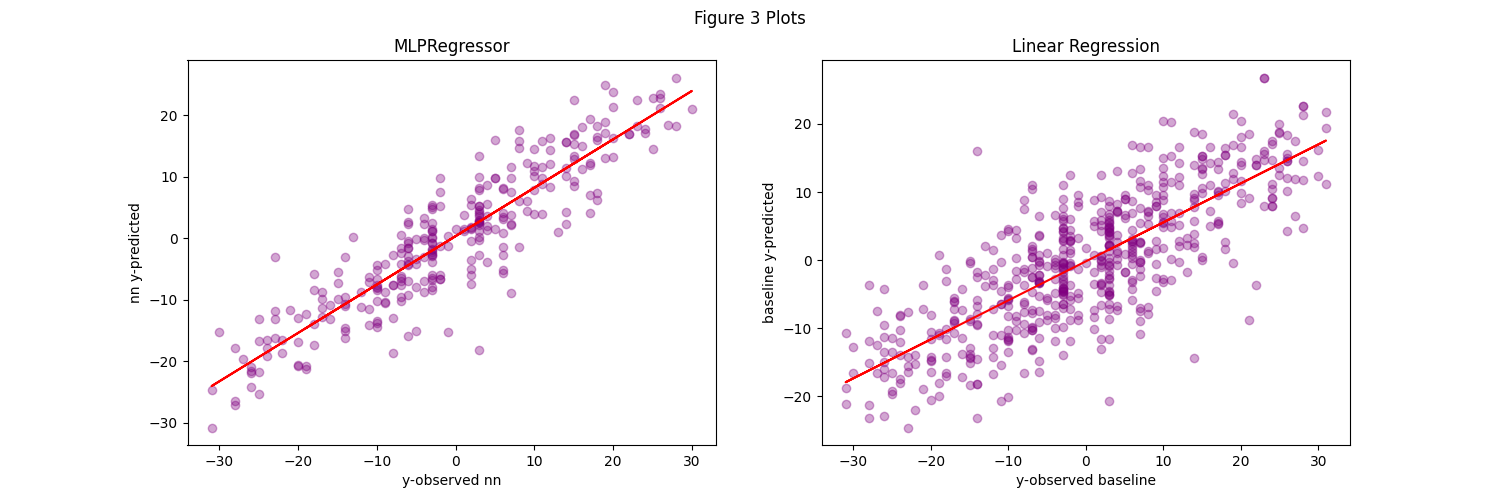 Figure 3 Plots
MLPRegressor
nn y-predicted
20
10
0
−10
−20
−30
−30 −20 −10 0 10 20 30
y-observed nn
Linear Regression
baseline y-predicted
20
10
0
−10
−20
−30 −20 −10 0 10 20 30
y-observed baseline